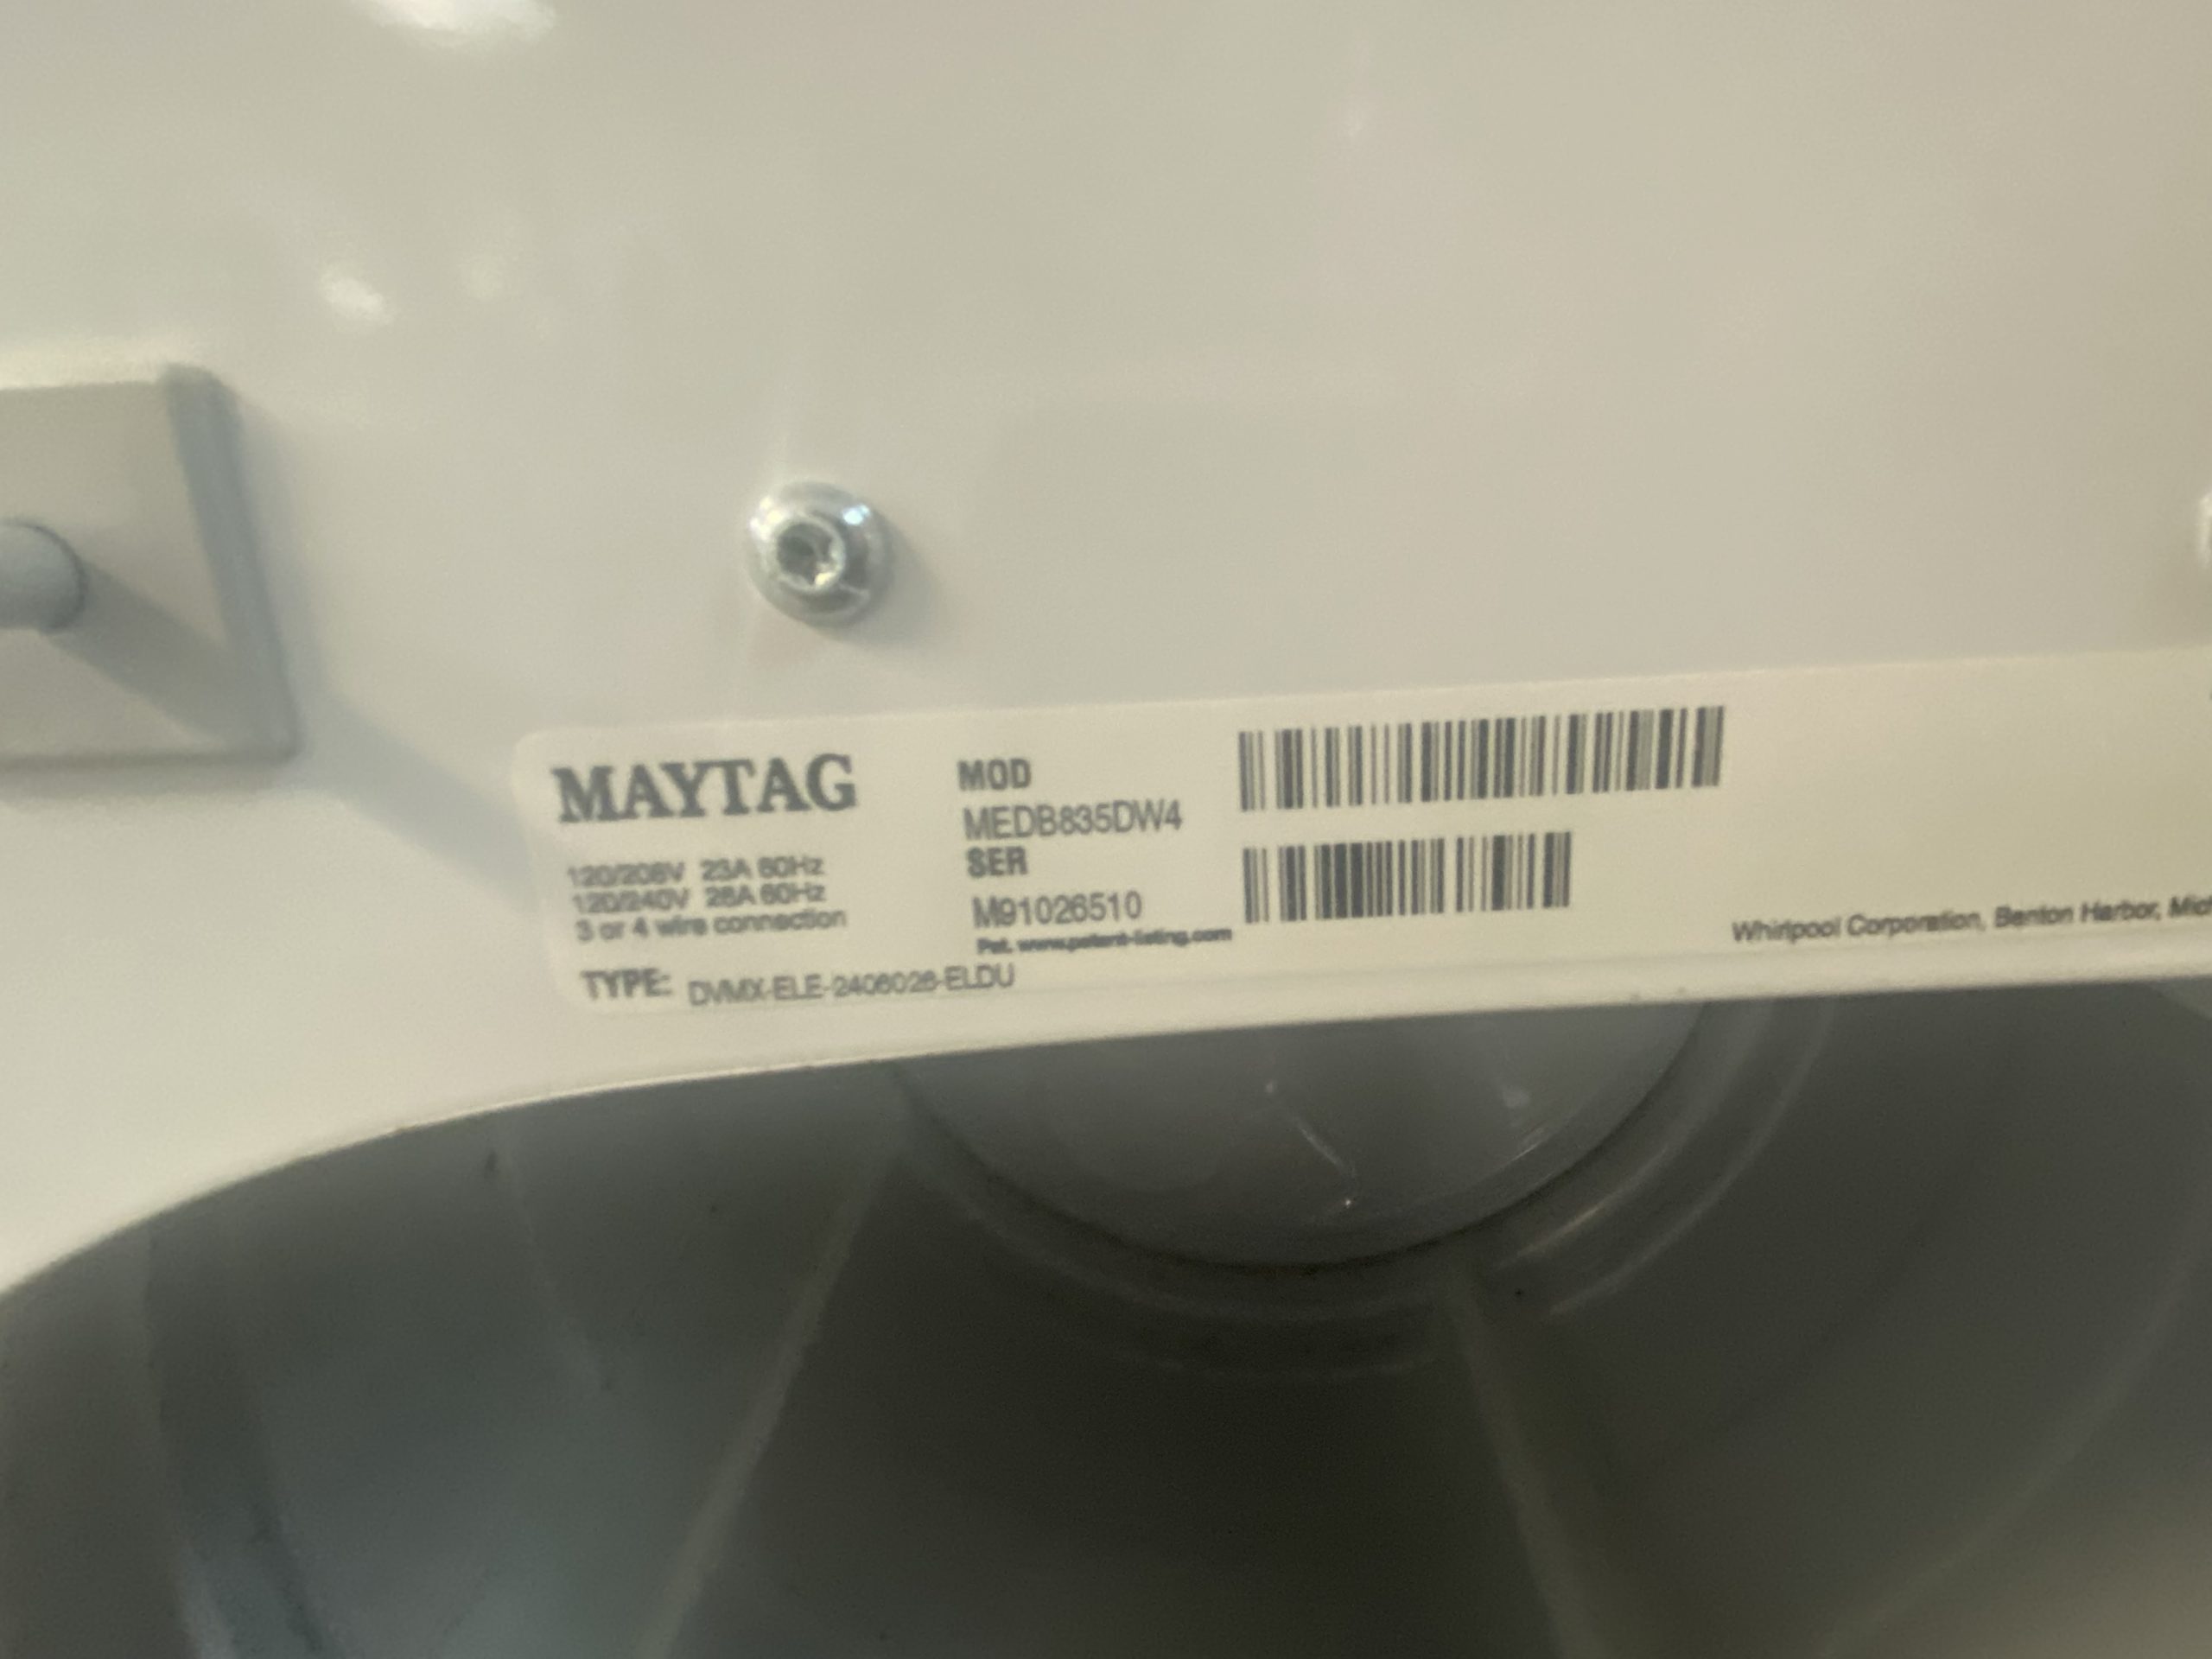 MAYTAG
120/208V 23A 60Hz
120/240V 28A 60Hz
3 or 4 wire connection
TYPE: DVMX-ELE-2406026-ELDU
MOD
MEDB835DW4
SER
M91026510
Pat. www.patent-listing.com
Whirlpool Corporation, Benton Harbor, Mich